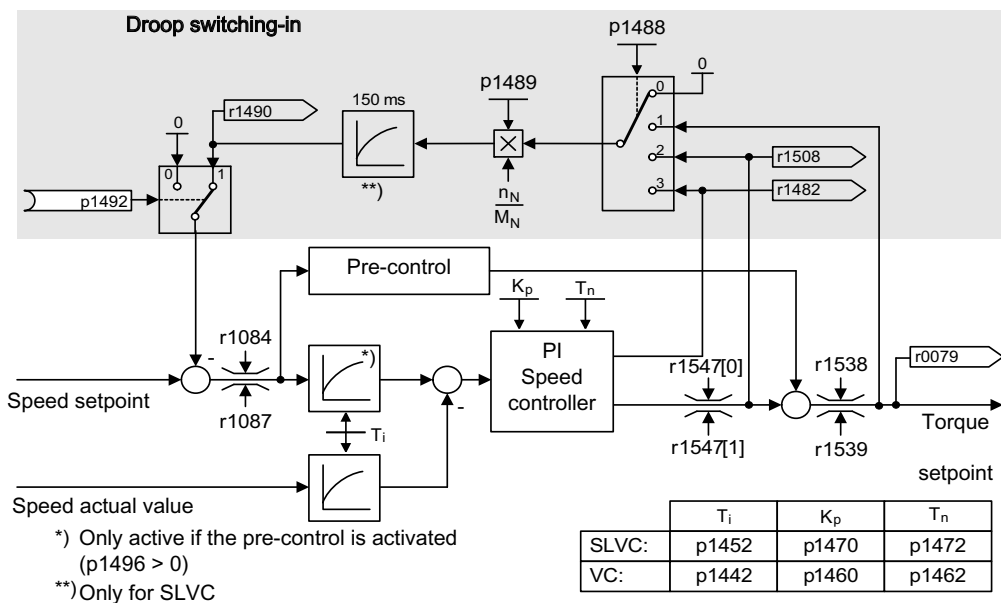 Droop switching-in
p1488
0
p1489
150 ms
r1490
0
0
1
p1492
**)
n_N
M_N
0
1
2
3
r1508
r1482
Pre-control
K_p
T_n
r1084
r1087
*)
PI
Speed
controller
r1547[0]
r1547[1]
r1538
r1539
r0079
-
-
Speed setpoint
T_i
Torque
setpoint
Speed actual value
*) Only active if the pre-control is activated
(p1496 > 0)
**) Only for SLVC
T_i K_p T_n
SLVC: p1452 p1470 p1472
VC: p1442 p1460 p1462